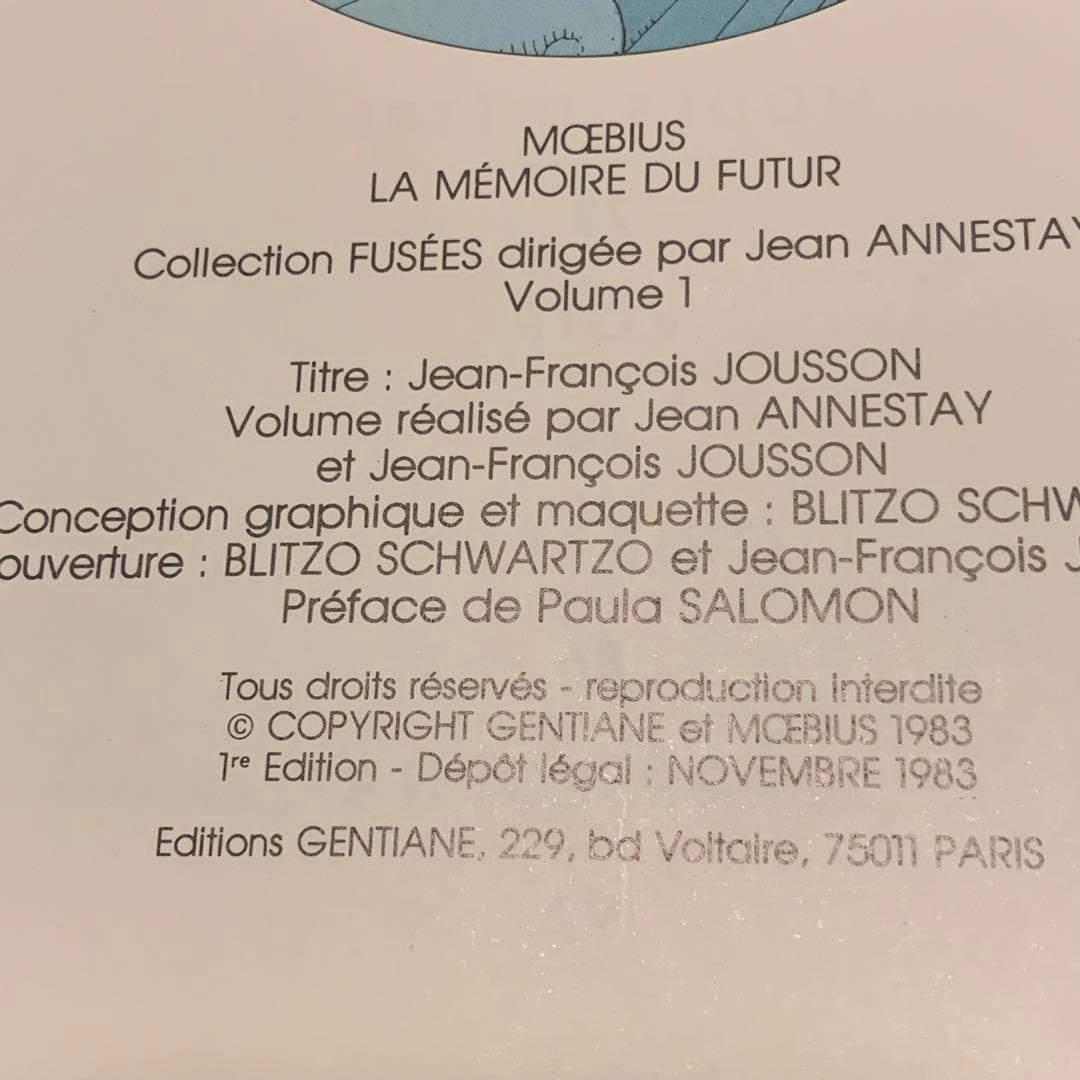 MŒBIUS
LA MÉMOIRE DU FUTUR
Collection FUSÉES dirigée par Jean ANNESTAY
Volume 1
Titre : Jean-François JOUSSON
Volume réalisé par Jean ANNESTAY
et Jean-François JOUSSON
Conception graphique et maquette : BLITZO SCHW
ouverture : BLITZO SCHWARTZO et Jean-François J
Préface de Paula SALOMON
Tous droits réservés - reproduction interdite
© COPYRIGHT GENTIANE et MŒBIUS 1983
1re Edition - Dépôt légal : NOVEMBRE 1983
Editions GENTIANE, 229, bd Voltaire, 75011 PARIS